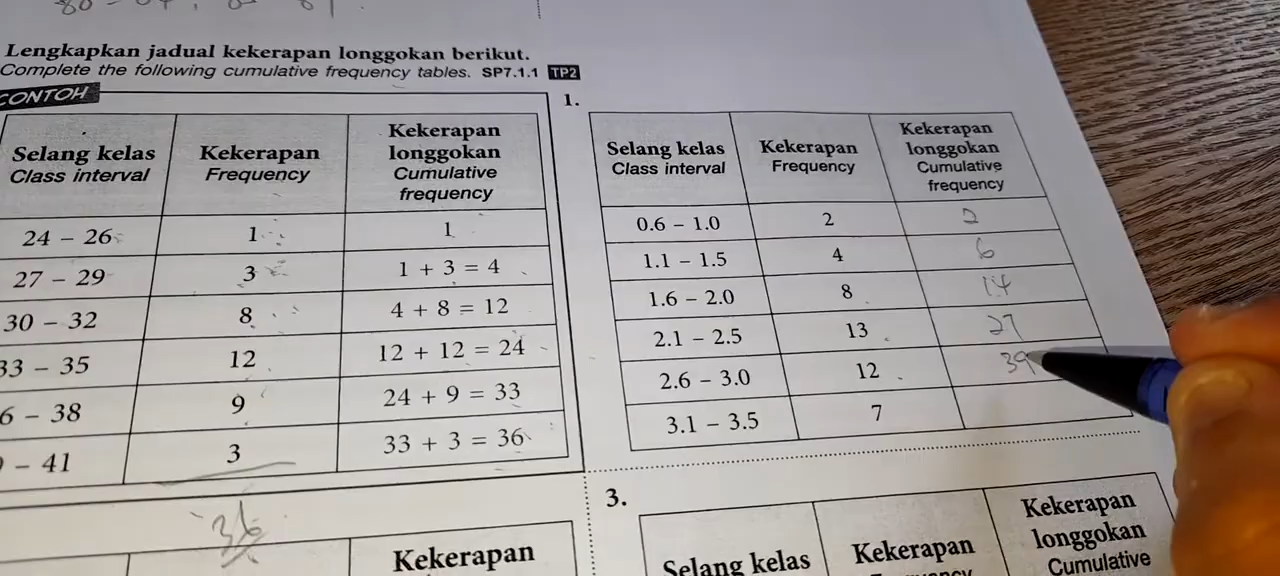 Lengkapkan jadual kekerapan longgokan berikut.
Complete the following cumulative frequency tables. SP7.1.1 TP2
CONTOH
Selang kelas
Class interval
Kekerapan
Frequency
Kekerapan
longgokan
Cumulative
frequency
24 – 26 1 1
27 – 29 3 1 + 3 = 4
30 – 32 8 4 + 8 = 12
33 – 35 12 12 + 12 = 24
6 – 38 9 24 + 9 = 33
– 41 3 33 + 3 = 36
36
Kekerapan
1.
Selang kelas
Class interval
Kekerapan
Frequency
Kekerapan
longgokan
Cumulative
frequency
0.6 – 1.0 2 2
1.1 – 1.5 4 6
1.6 – 2.0 8 14
2.1 – 2.5 13 27
2.6 – 3.0 12 39
3.1 – 3.5 7
3.
Selang kelas
Kekerapan
Kekerapan
longgokan
Cumulative